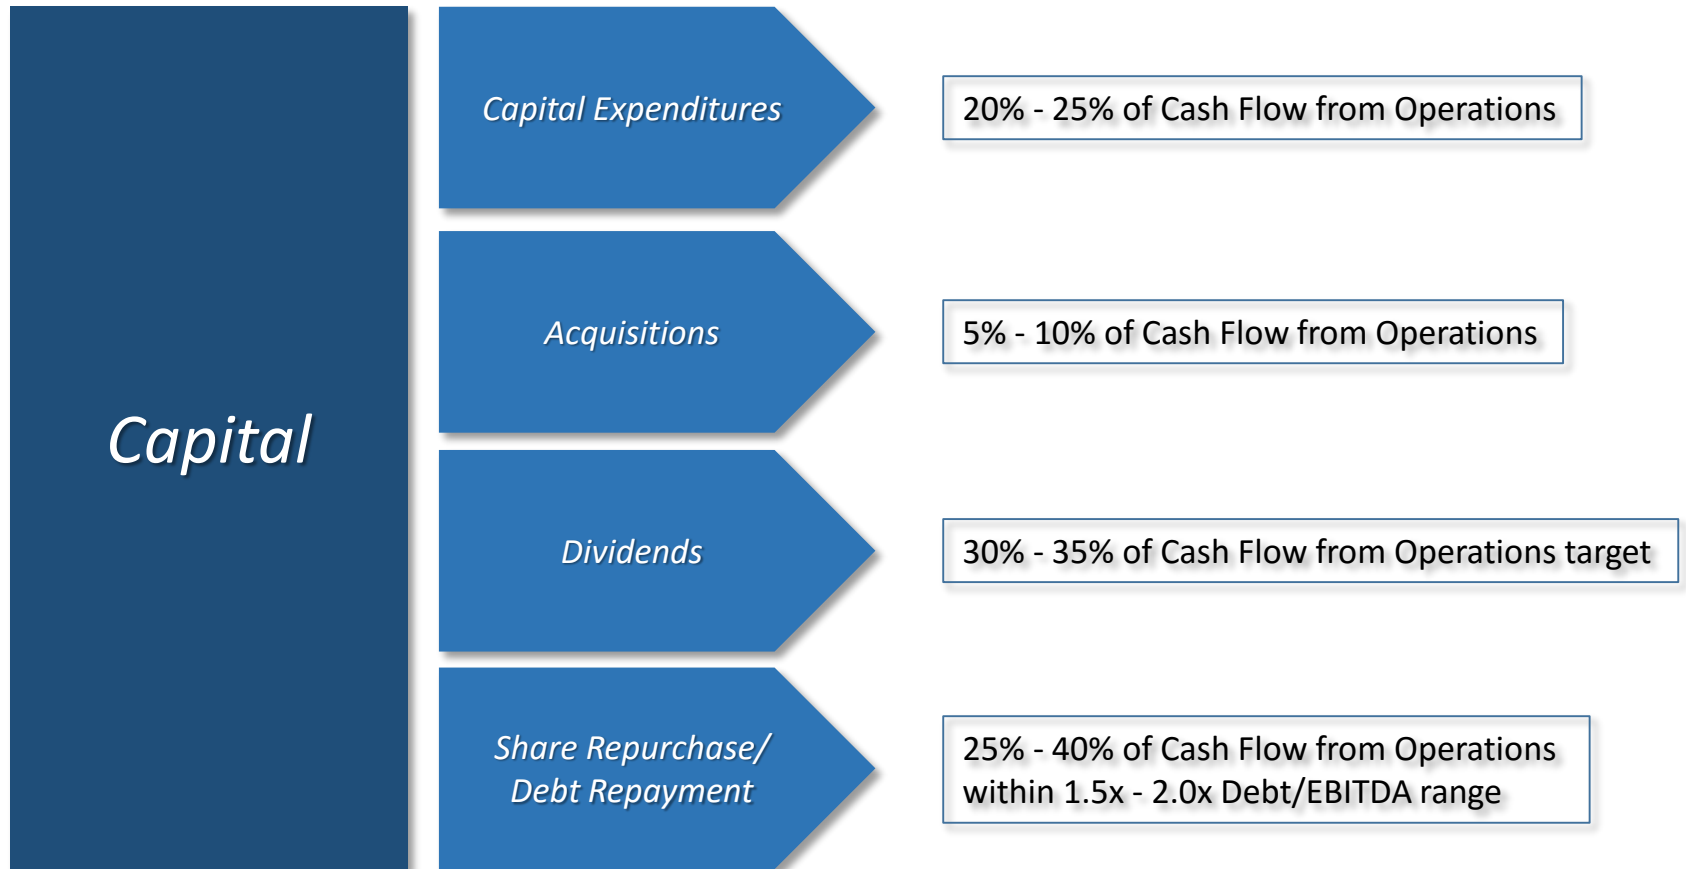 Capital
Capital Expenditures
20% - 25% of Cash Flow from Operations
Acquisitions
5% - 10% of Cash Flow from Operations
Dividends
30% - 35% of Cash Flow from Operations target
Share Repurchase/
Debt Repayment
25% - 40% of Cash Flow from Operations
within 1.5x - 2.0x Debt/EBITDA range